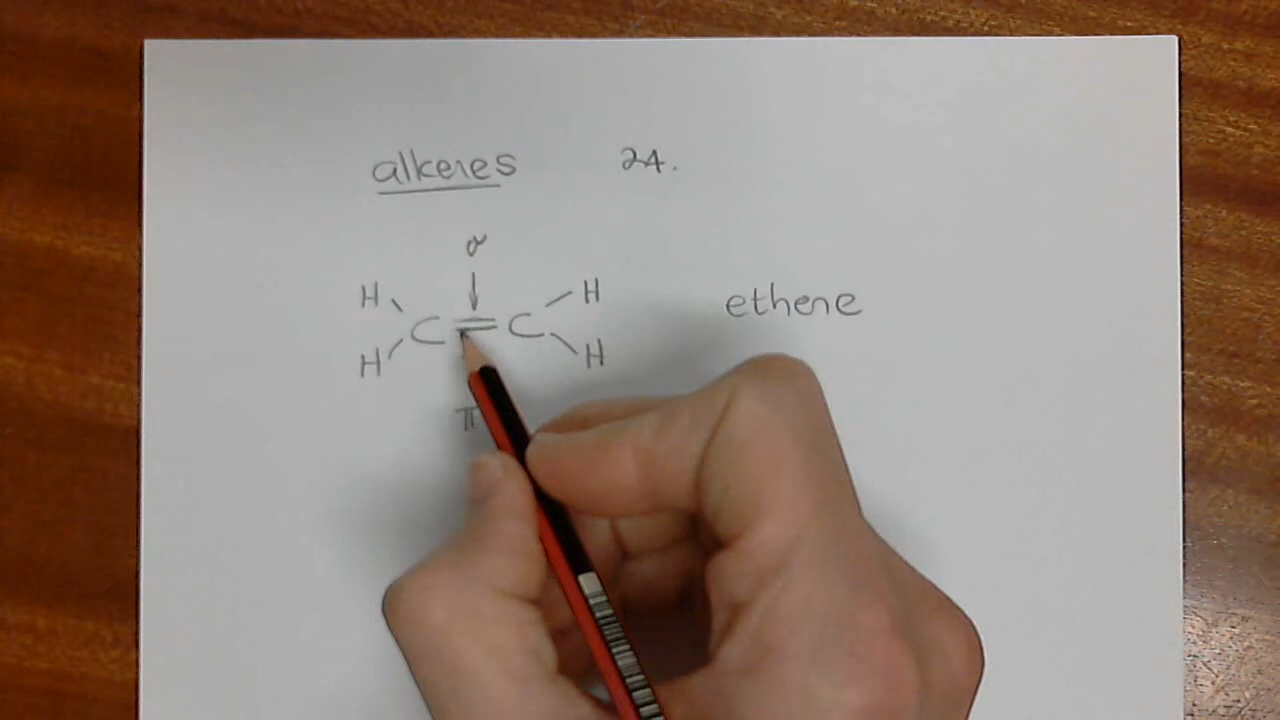 alkenes 24.
σ
H H
C = C ethene
H H
π